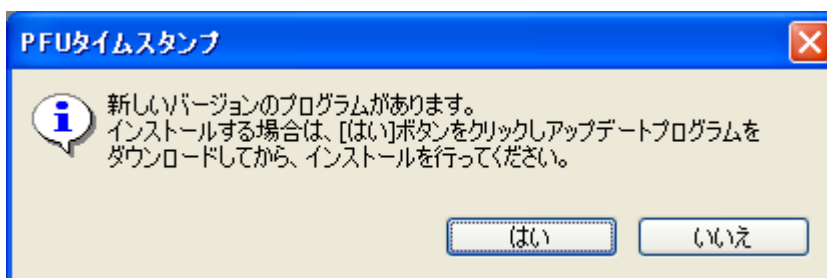 PFUタイムスタンプ
新しいバージョンのプログラムがあります。
インストールする場合は、[はい]ボタンをクリックしアップデートプログラムを
ダウンロードしてから、インストールを行ってください。
はい
いいえ